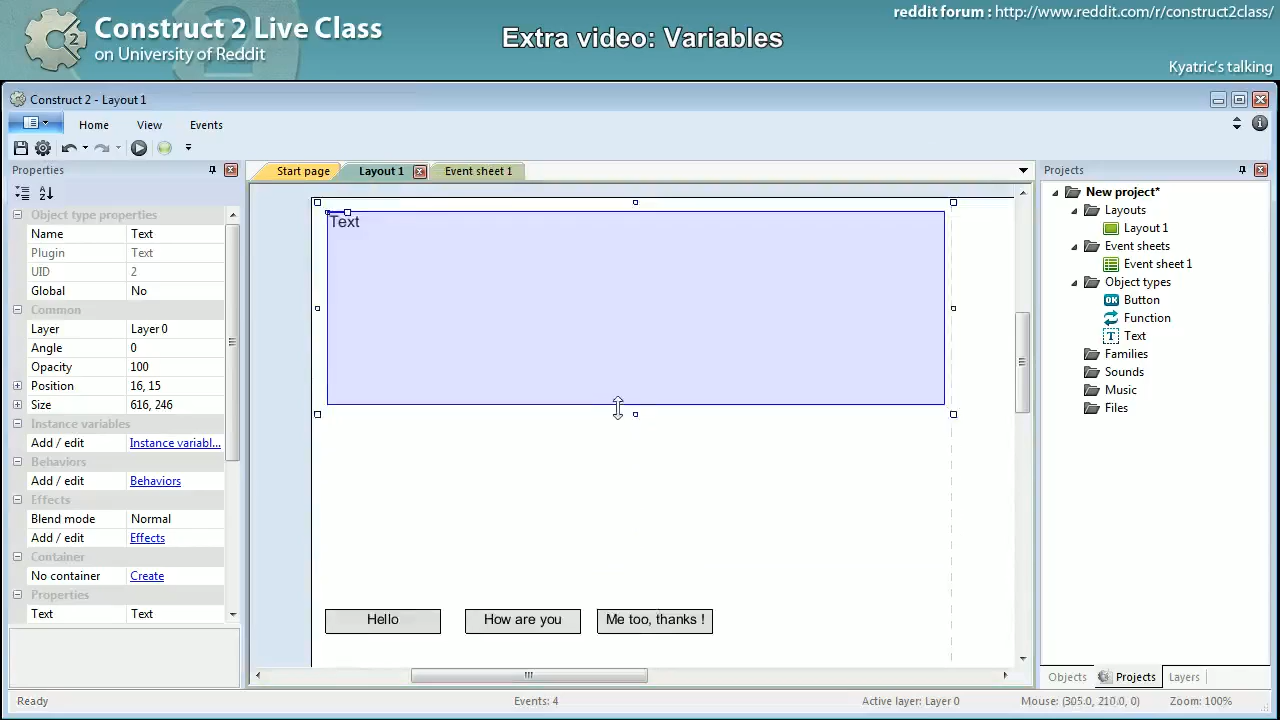 Construct 2 Live Class
on University of Reddit
Extra video: Variables
reddit forum : http://www.reddit.com/r/construct2class/
Kyatric's talking
Construct 2 - Layout 1
Home View Events
Properties
Start page Layout 1 Event sheet 1
Projects
Object type properties
Name Text
Plugin Text
UID 2
Global No
Common
Layer Layer 0
Angle 0
Opacity 100
Position 16, 15
Size 616, 246
Instance variables
Add / edit Instance variabl...
Behaviors
Add / edit Behaviors
Effects
Blend mode Normal
Add / edit Effects
Container
No container Create
Properties
Text Text
Text
Hello How are you Me too, thanks !
New project*
Layouts
Layout 1
Event sheets
Event sheet 1
Object types
Button
Function
Text
Families
Sounds
Music
Files
Objects Projects Layers
Ready Events: 4 Active layer: Layer 0 Mouse: (305.0, 210.0, 0) Zoom: 100%